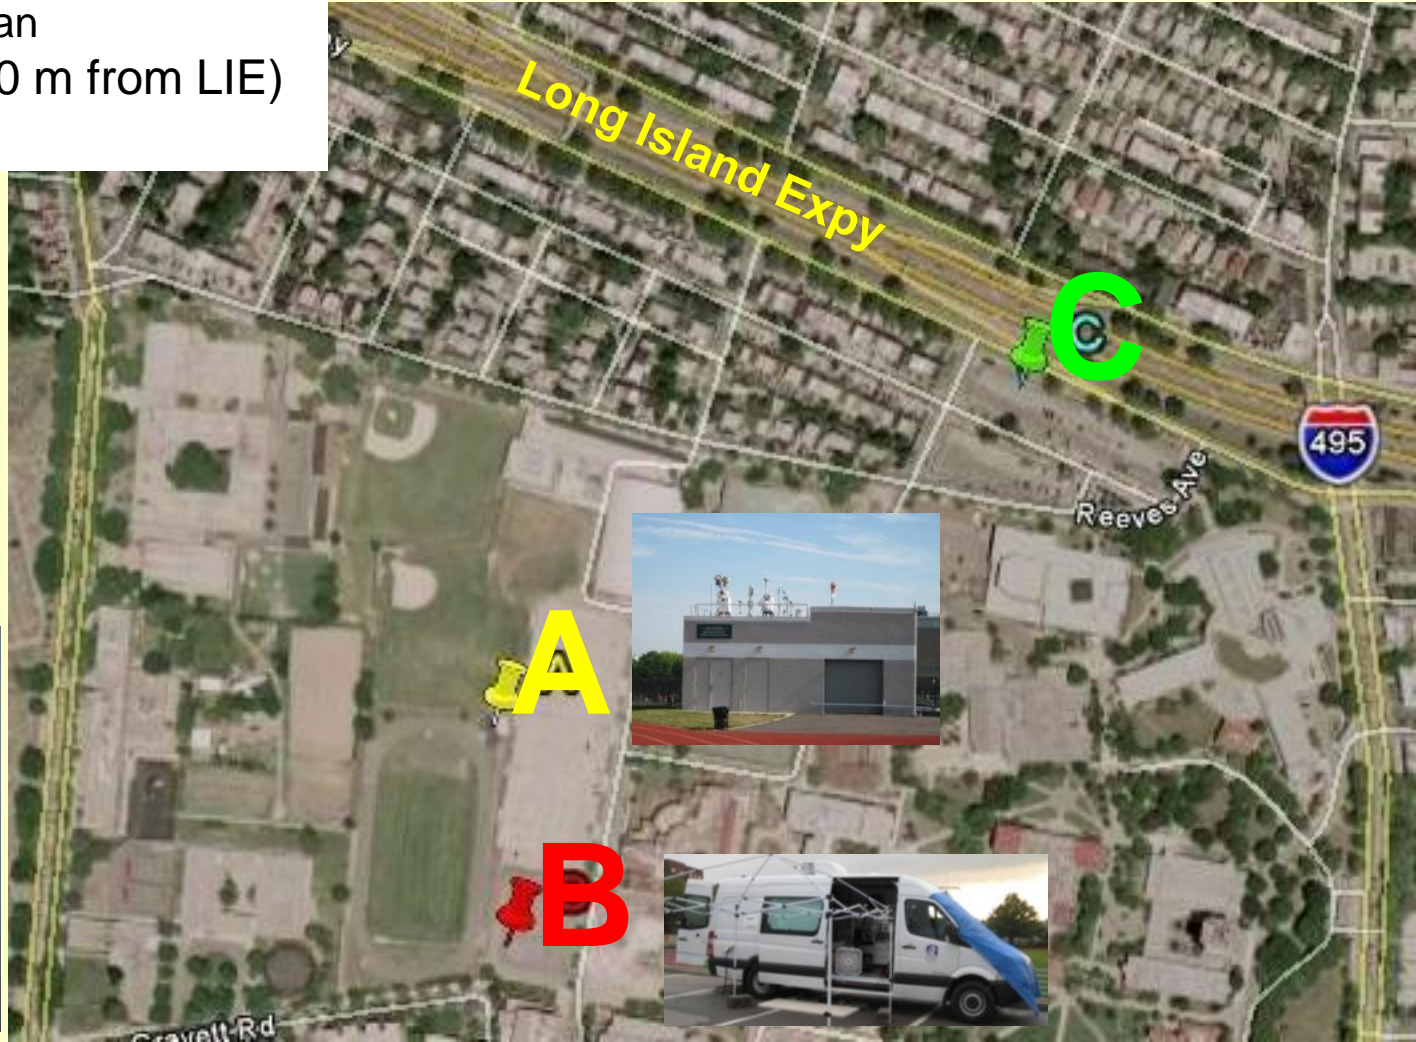 an
0 m from LIE)
Long Island Expy
C
C
495
Reeves Ave
A
A
B
Gravett Rd